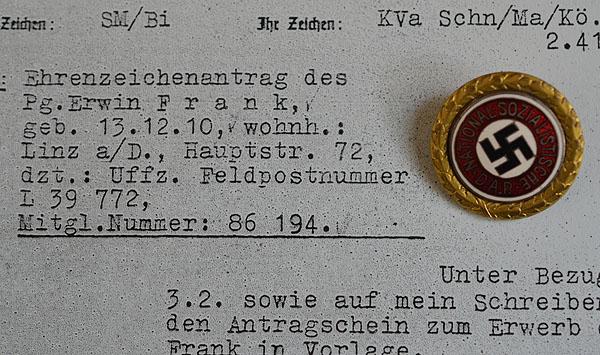 Zeichen: SM/Bi Ihr Zeichen: KVa Schn/Ma/Kö.
2.41
: Ehrenzeichenantrag des
Pg.Erwin F r a n k,
geb. 13.12.10, wohnh.:
Linz a/D., Hauptstr. 72,
dzt.: Uffz. Feldpostnummer
L 39 772,
Mitgl.Nummer: 86 194.
NATIONAL-SOZIALISTISCHE
D.A.P.
Unter Bezug
3.2. sowie auf mein Schreiben
den Antragschein zum Erwerb
Frank in Vorlage.